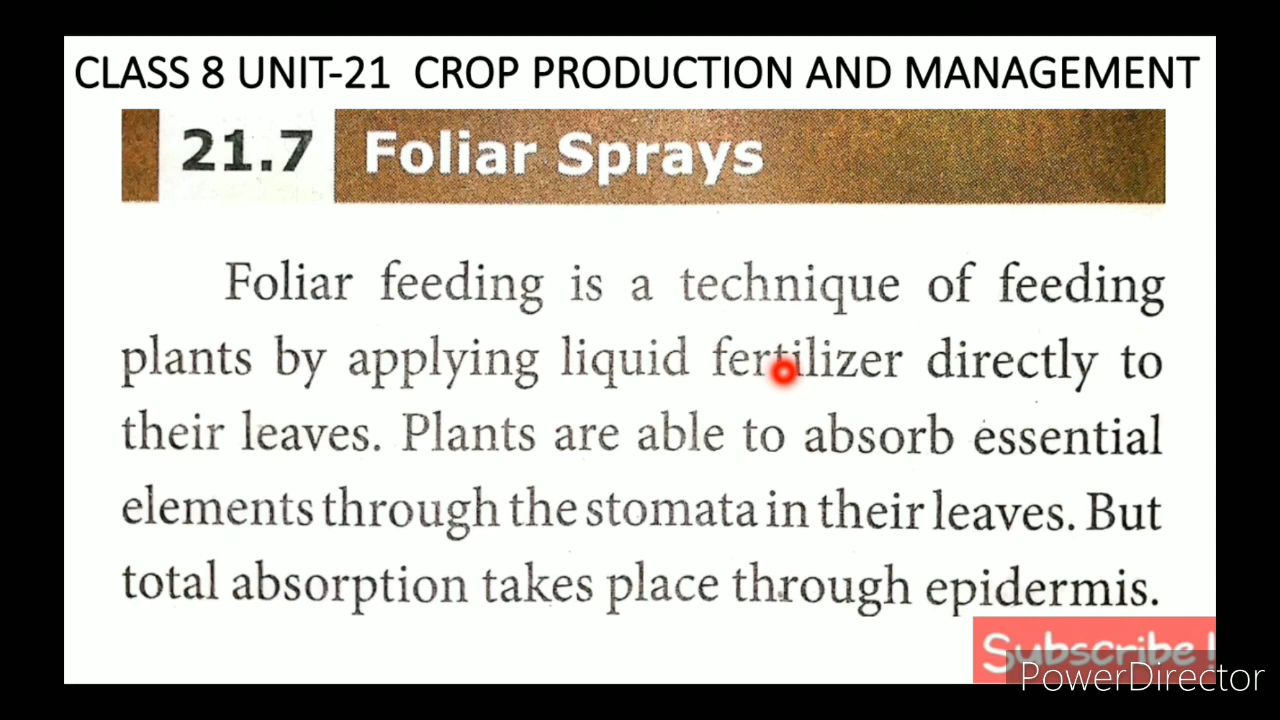 CLASS 8 UNIT-21 CROP PRODUCTION AND MANAGEMENT
21.7 Foliar Sprays
Foliar feeding is a technique of feeding
plants by applying liquid fertilizer directly to
their leaves. Plants are able to absorb essential
elements through the stomata in their leaves. But
total absorption takes place through epidermis.
Subscribe !
PowerDirector